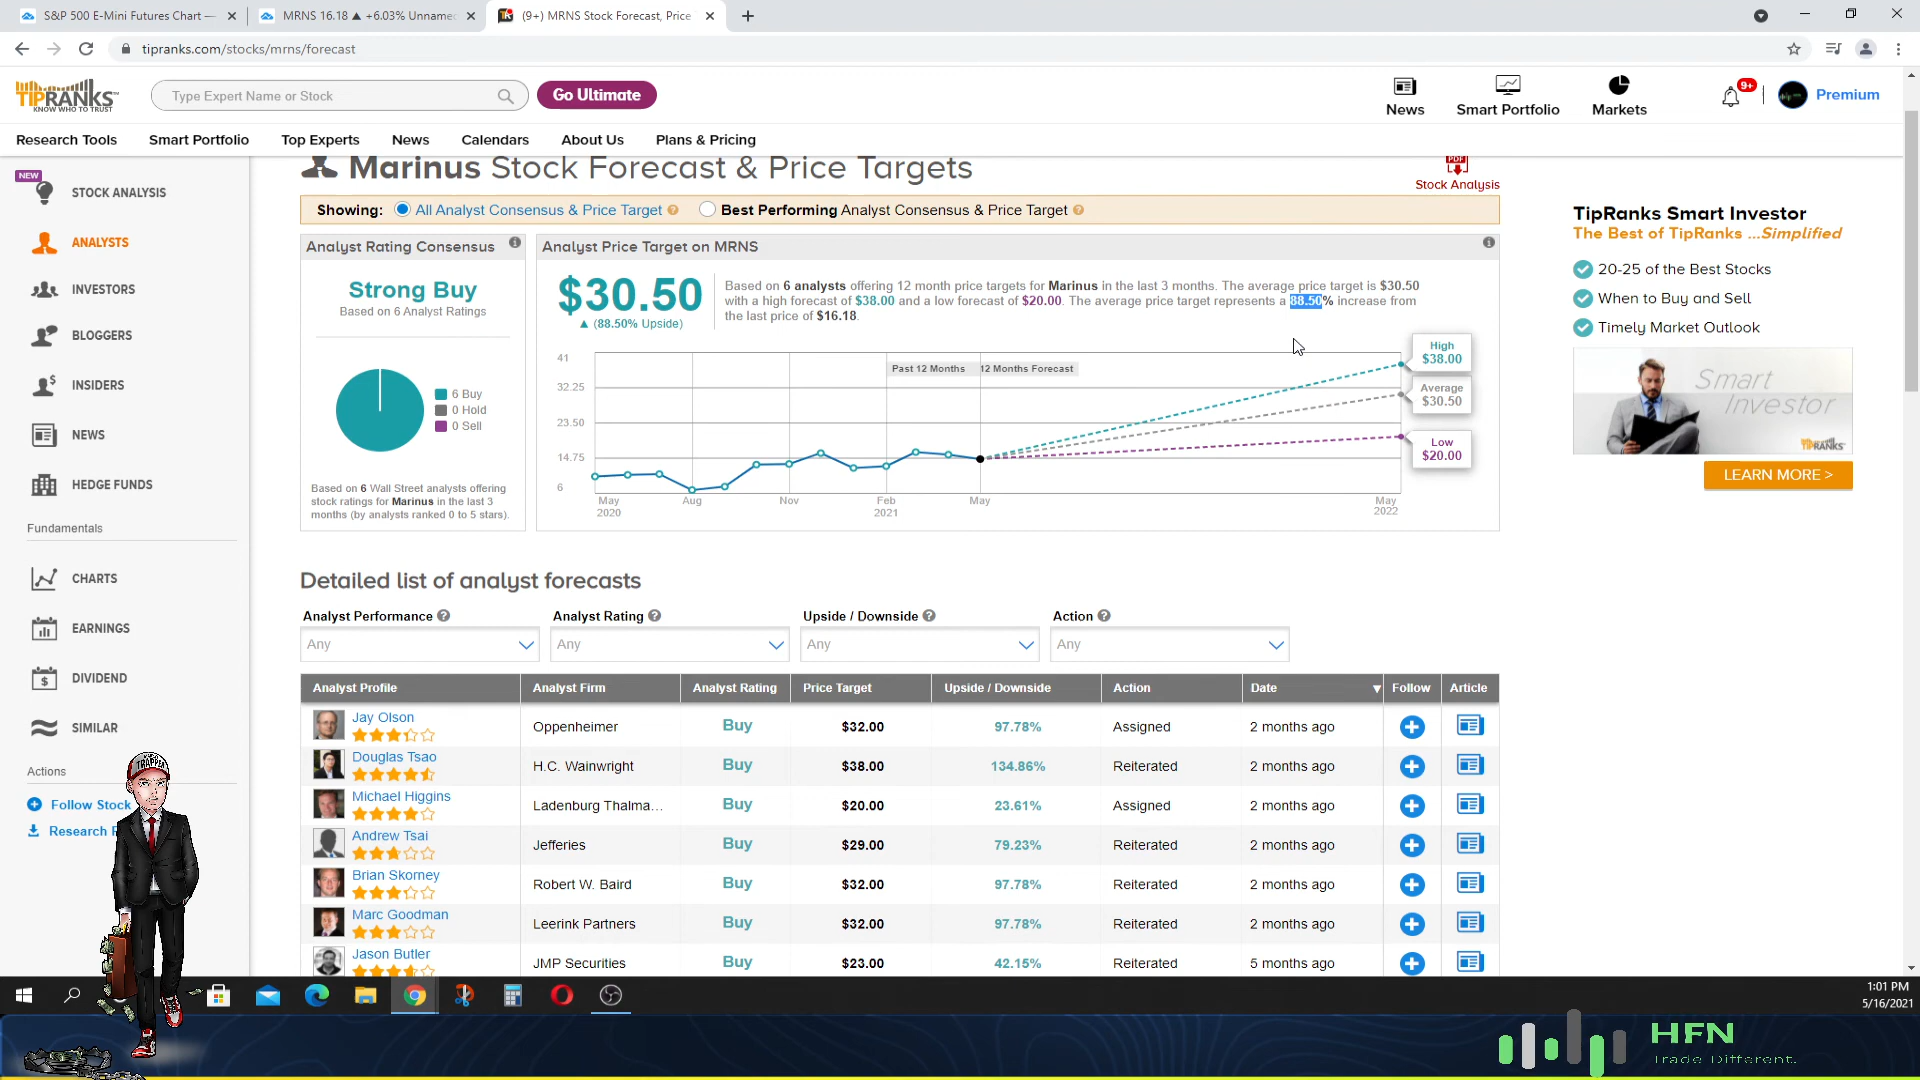 S&P 500 E-Mini Futures Chart —
MRNS 16.18 ▲ +6.03% Unname
(9+) MRNS Stock Forecast, Price
tipranks.com/stocks/mrns/forecast
TIPRANKS
KNOW WHO TO TRUST
Type Expert Name or Stock
Go Ultimate
News
Smart Portfolio
Markets
9+
Premium
Research Tools
Smart Portfolio
Top Experts
News
Calendars
About Us
Plans & Pricing
NEW
STOCK ANALYSIS
ANALYSTS
INVESTORS
BLOGGERS
INSIDERS
NEWS
HEDGE FUNDS
Fundamentals
CHARTS
EARNINGS
DIVIDEND
SIMILAR
Actions
Follow Stock
Research
TRAPPER
Marinus Stock Forecast & Price Targets
PDF
Stock Analysis
Showing: All Analyst Consensus & Price Target Best Performing Analyst Consensus & Price Target
Analyst Rating Consensus
Strong Buy
Based on 6 Analyst Ratings
6 Buy
0 Hold
0 Sell
Based on 6 Wall Street analysts offering
stock ratings for Marinus in the last 3
months (by analysts ranked 0 to 5 stars).
Analyst Price Target on MRNS
$30.50
▲ (88.50% Upside)
Based on 6 analysts offering 12 month price targets for Marinus in the last 3 months. The average price target is $30.50
with a high forecast of $38.00 and a low forecast of $20.00. The average price target represents a 88.50% increase from
the last price of $16.18.
41
32.25
23.50
14.75
6
Past 12 Months
12 Months Forecast
High
$38.00
Average
$30.50
Low
$20.00
May
2020
Aug
Nov
Feb
2021
May
May
2022
TipRanks Smart Investor
The Best of TipRanks ...Simplified
20-25 of the Best Stocks
When to Buy and Sell
Timely Market Outlook
Smart
Investor
TIPRANKS
LEARN MORE >
Detailed list of analyst forecasts
Analyst Performance
Analyst Rating
Upside / Downside
Action
Any
Any
Any
Any
Analyst Profile Analyst Firm Analyst Rating Price Target Upside / Downside Action Date Follow Article
Jay Olson Oppenheimer Buy $32.00 97.78% Assigned 2 months ago
Douglas Tsao H.C. Wainwright Buy $38.00 134.86% Reiterated 2 months ago
Michael Higgins Ladenburg Thalma... Buy $20.00 23.61% Assigned 2 months ago
Andrew Tsai Jefferies Buy $29.00 79.23% Reiterated 2 months ago
Brian Skorney Robert W. Baird Buy $32.00 97.78% Reiterated 2 months ago
Marc Goodman Leerink Partners Buy $32.00 97.78% Reiterated 2 months ago
Jason Butler JMP Securities Buy $23.00 42.15% Reiterated 5 months ago
1:01 PM
5/16/2021
HFN
Trade Different.